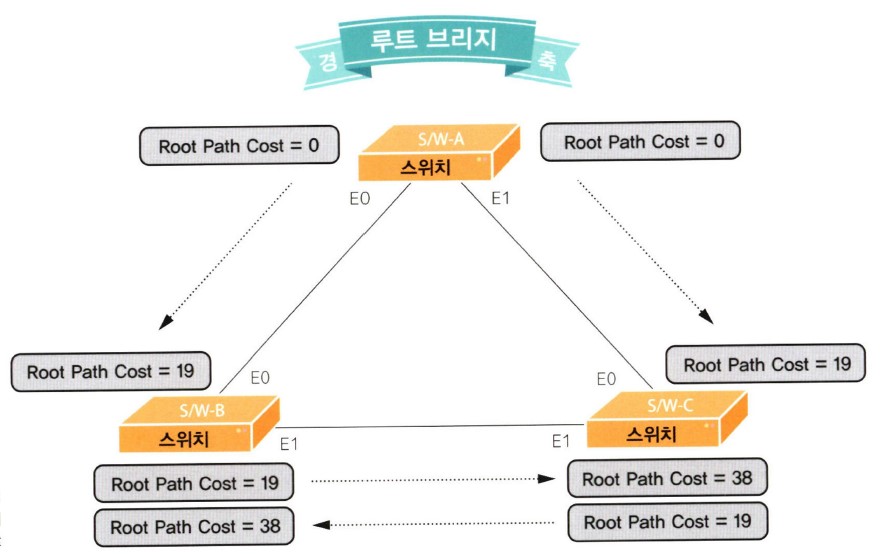 루트 브리지
경 축
Root Path Cost = 0
S/W-A
스위치
Root Path Cost = 0
E0
E1
Root Path Cost = 19
E0
E0
Root Path Cost = 19
S/W-B
스위치
E1
E1
S/W-C
스위치
Root Path Cost = 19
Root Path Cost = 38
Root Path Cost = 38
Root Path Cost = 19